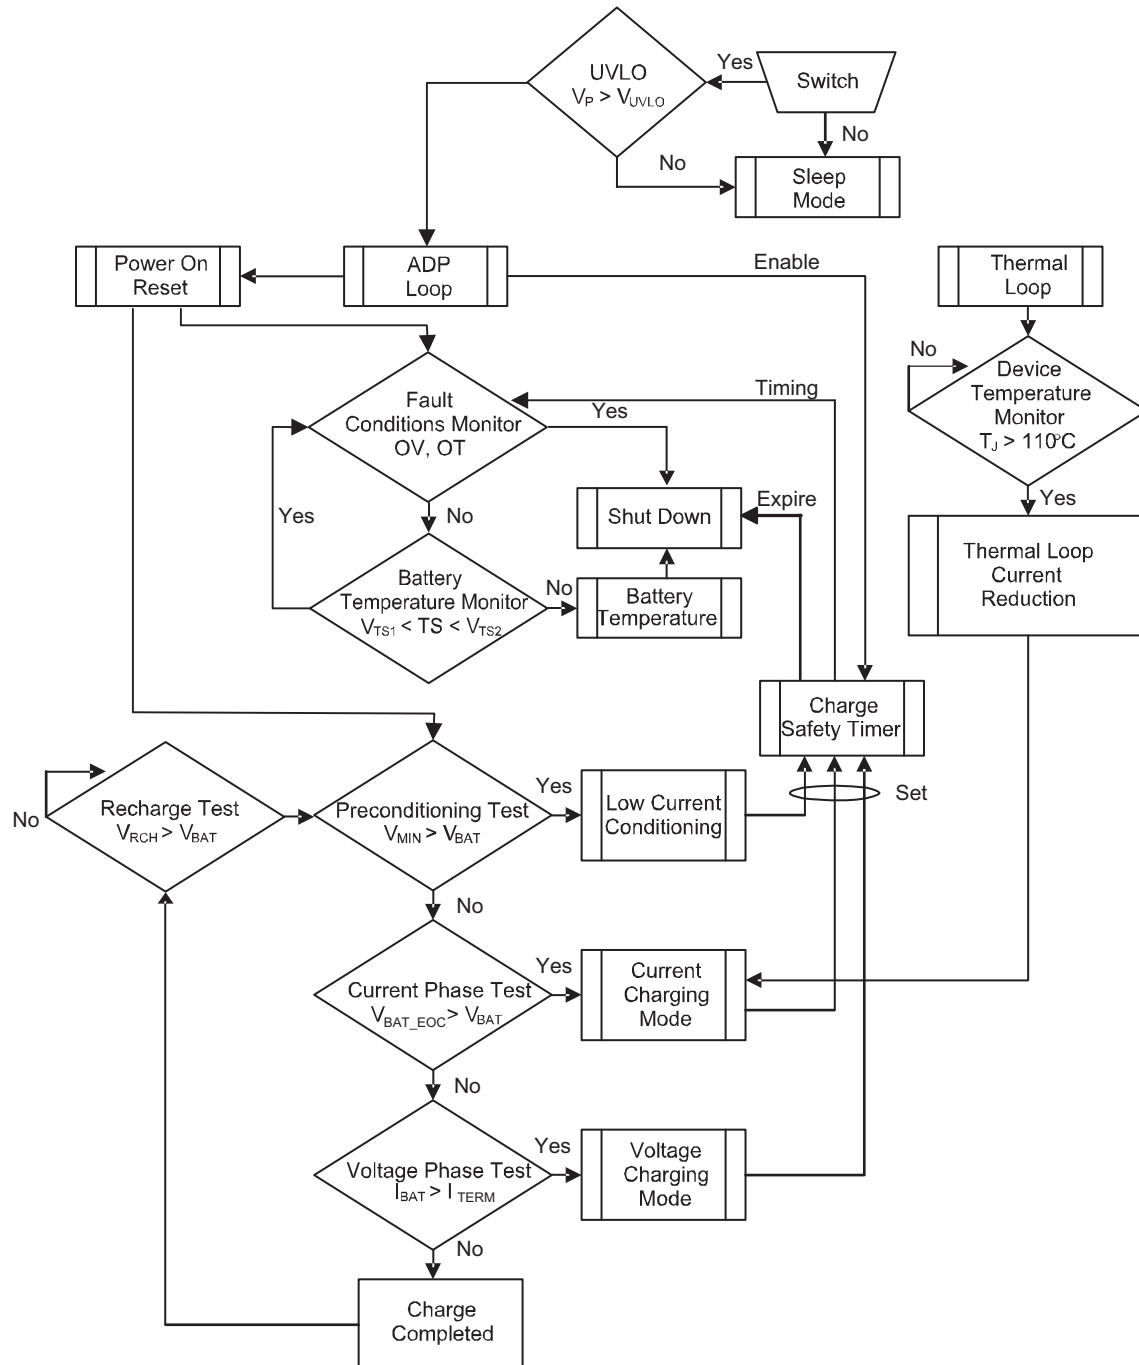 UVLO
V_P > V_UVLO
Yes
Switch
No
No
Sleep
Mode
Power On
Reset
ADP
Loop
Enable
Thermal
Loop
No
Device
Temperature
Monitor
T_J > 110°C
Yes
Timing
Fault
Conditions Monitor
OV, OT
Yes
Yes
No
Shut Down
Expire
Thermal Loop
Current
Reduction
Battery
Temperature Monitor
V_TS1 < TS < V_TS2
No
Battery
Temperature
Charge
Safety Timer
Set
No
Recharge Test
V_RCH > V_BAT
Preconditioning Test
V_MIN > V_BAT
Yes
Low Current
Conditioning
No
Current Phase Test
V_BAT_EOC > V_BAT
Yes
Current
Charging
Mode
No
Voltage Phase Test
I_BAT > I_TERM
Yes
Voltage
Charging
Mode
No
Charge
Completed